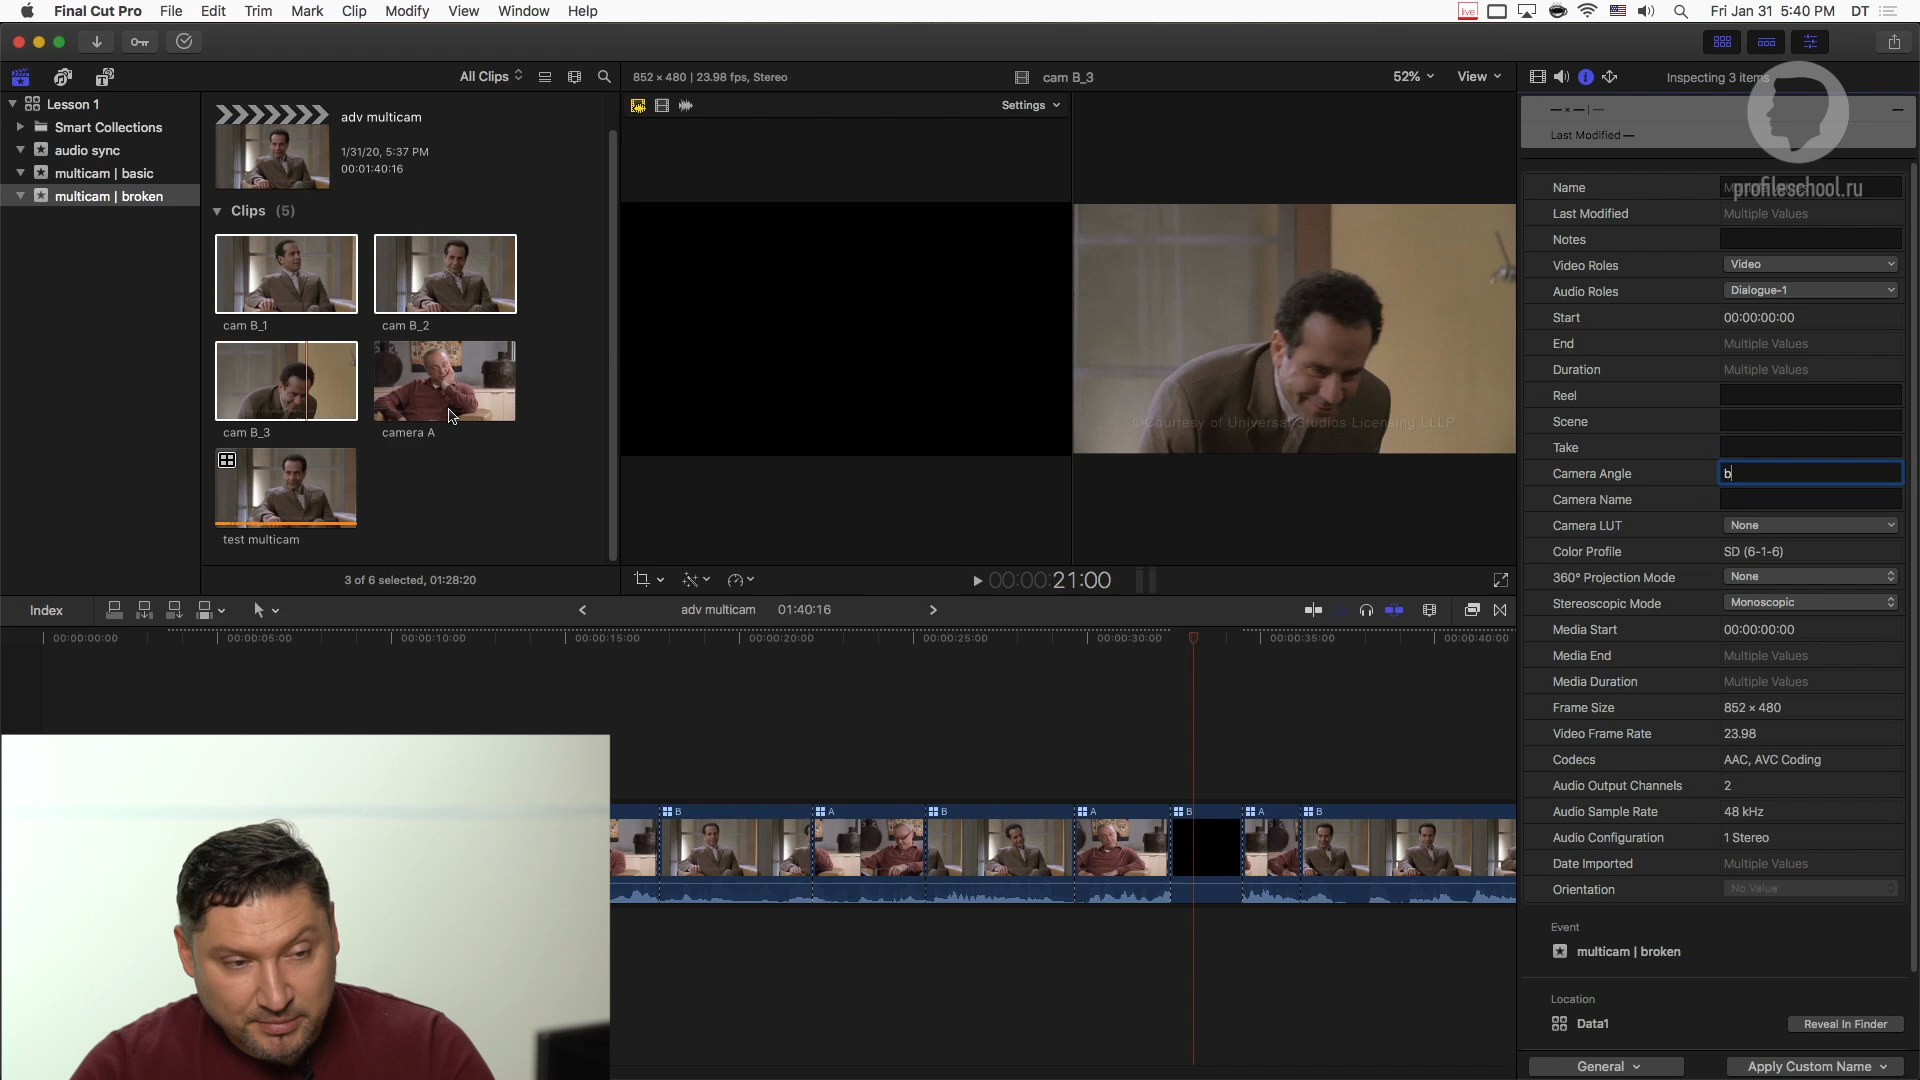 Final Cut Pro File Edit Trim Mark Clip Modify View Window Help
live Fri Jan 31 5:40 PM DT
All Clips
852 × 480 | 23.98 fps, Stereo
cam B_3
52%
View
Inspecting 3 items
Lesson 1
Smart Collections
audio sync
multicam | basic
multicam | broken
adv multicam
1/31/20, 5:37 PM
00:01:40:16
Clips (5)
cam B_1
cam B_2
cam B_3
camera A
test multicam
3 of 6 selected, 01:28:20
Settings
©Courtesy of Universal Studios Licensing LLLP
00:00:21:00
— × — | —
—
Last Modified —
profileschool.ru
Name
Last Modified Multiple Values
Notes
Video Roles Video
Audio Roles Dialogue-1
Start 00:00:00:00
End Multiple Values
Duration Multiple Values
Reel
Scene
Take
Camera Angle b
Camera Name
Camera LUT None
Color Profile SD (6-1-6)
360° Projection Mode None
Stereoscopic Mode Monoscopic
Media Start 00:00:00:00
Media End Multiple Values
Media Duration Multiple Values
Frame Size 852 × 480
Video Frame Rate 23.98
Codecs AAC, AVC Coding
Audio Output Channels 2
Audio Sample Rate 48 kHz
Audio Configuration 1 Stereo
Date Imported Multiple Values
Orientation No Value
Event
multicam | broken
Location
Data1
Reveal In Finder
General
Apply Custom Name
Index
adv multicam 01:40:16
00:00:00:00 00:00:05:00 00:00:10:00 00:00:15:00 00:00:20:00 00:00:25:00 00:00:30:00 00:00:35:00 00:00:40:00
B A B A B A B